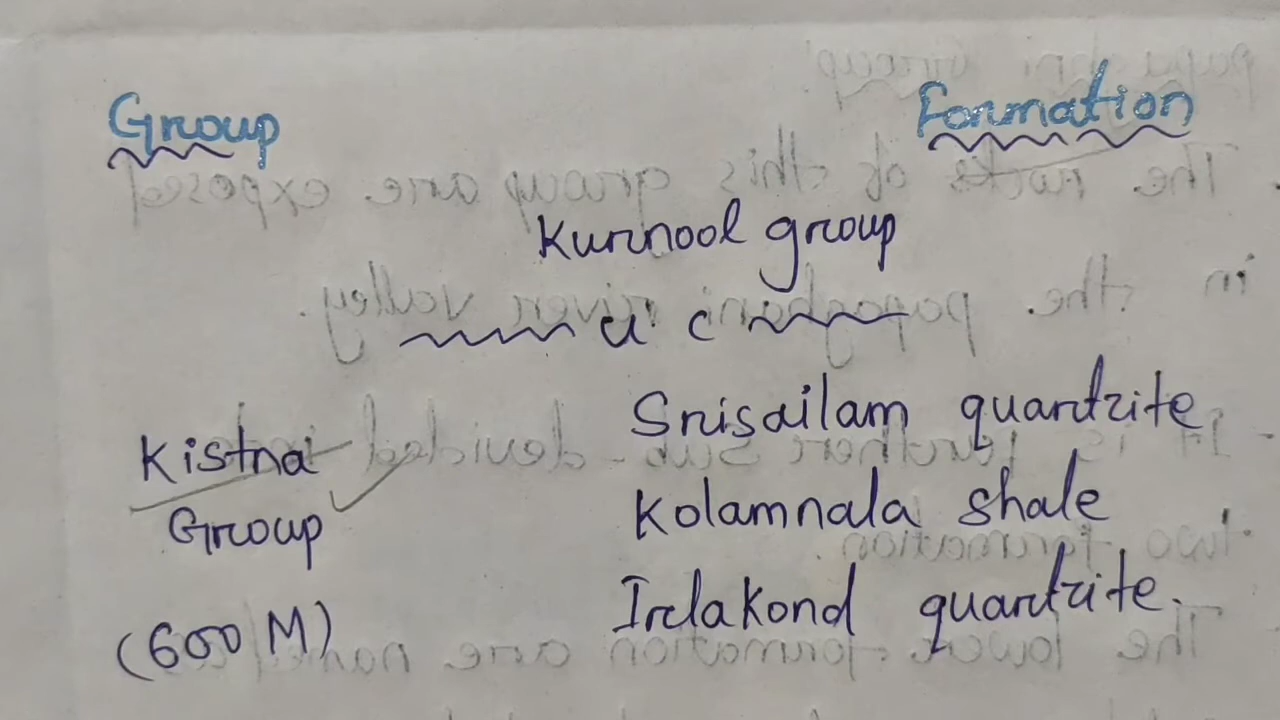 Group Formation
Kurnool group
u c
Srisailam quartzite
Kistna
Kolamnala shale
Group
Irlakond quartzite.
(600 M)